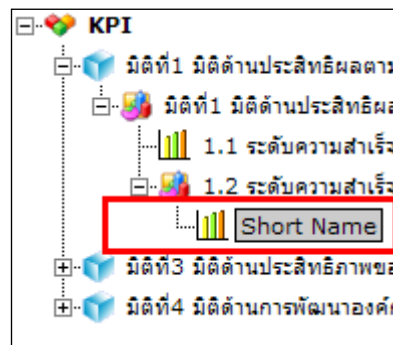 KPI
มิติที่1 มิติด้านประสิทธิผลตาม
มิติที่1 มิติด้านประสิทธิผล
1.1 ระดับความสำเร็จ
1.2 ระดับความสำเร็จ
Short Name
มิติที่3 มิติด้านประสิทธิภาพขอ
มิติที่4 มิติด้านการพัฒนาองค์ก